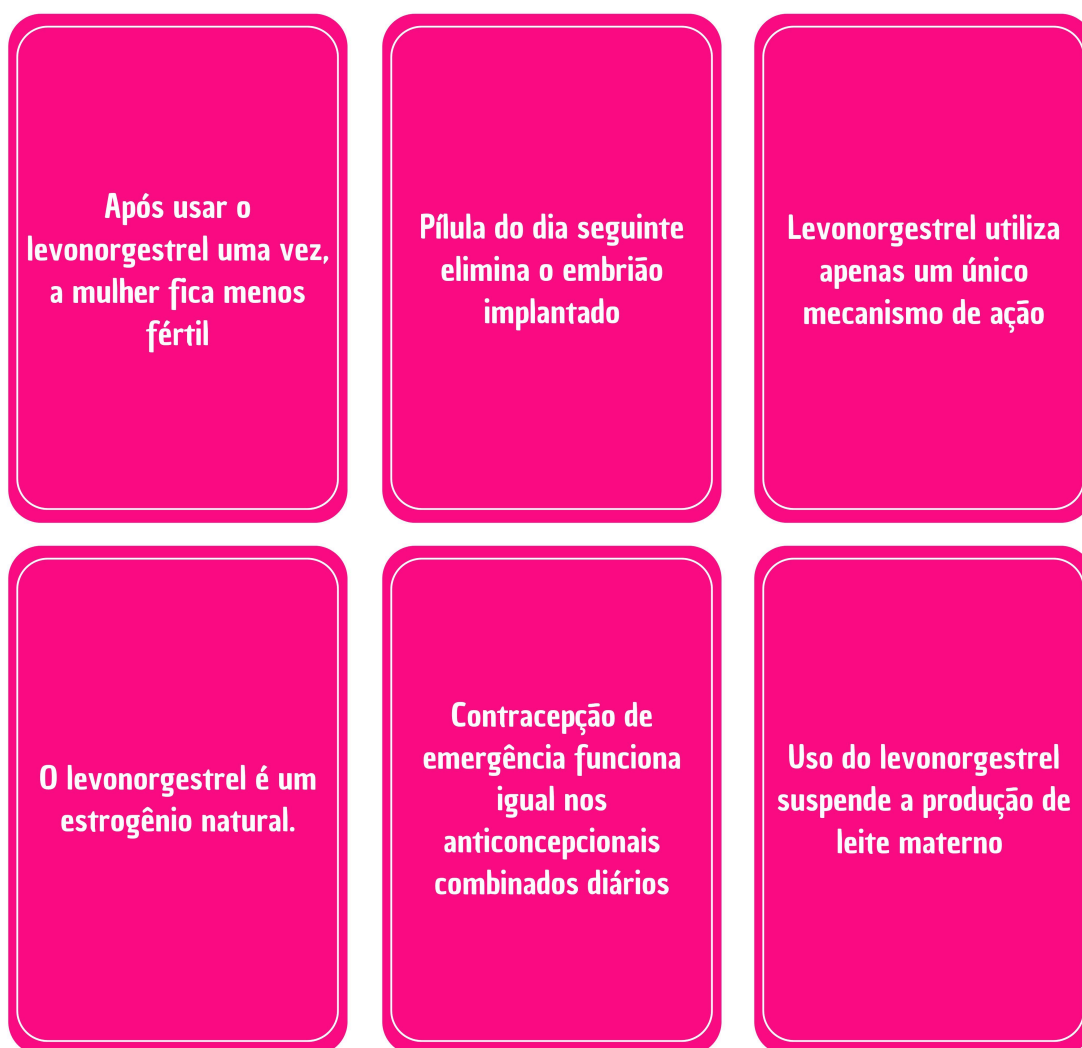 Após usar o
levonorgestrel uma vez,
a mulher fica menos
fértil
Pílula do dia seguinte
elimina o embrião
implantado
Levonorgestrel utiliza
apenas um único
mecanismo de ação
O levonorgestrel é um
estrogênio natural.
Contracepção de
emergência funciona
igual nos
anticoncepcionais
combinados diários
Uso do levonorgestrel
suspende a produção de
leite materno